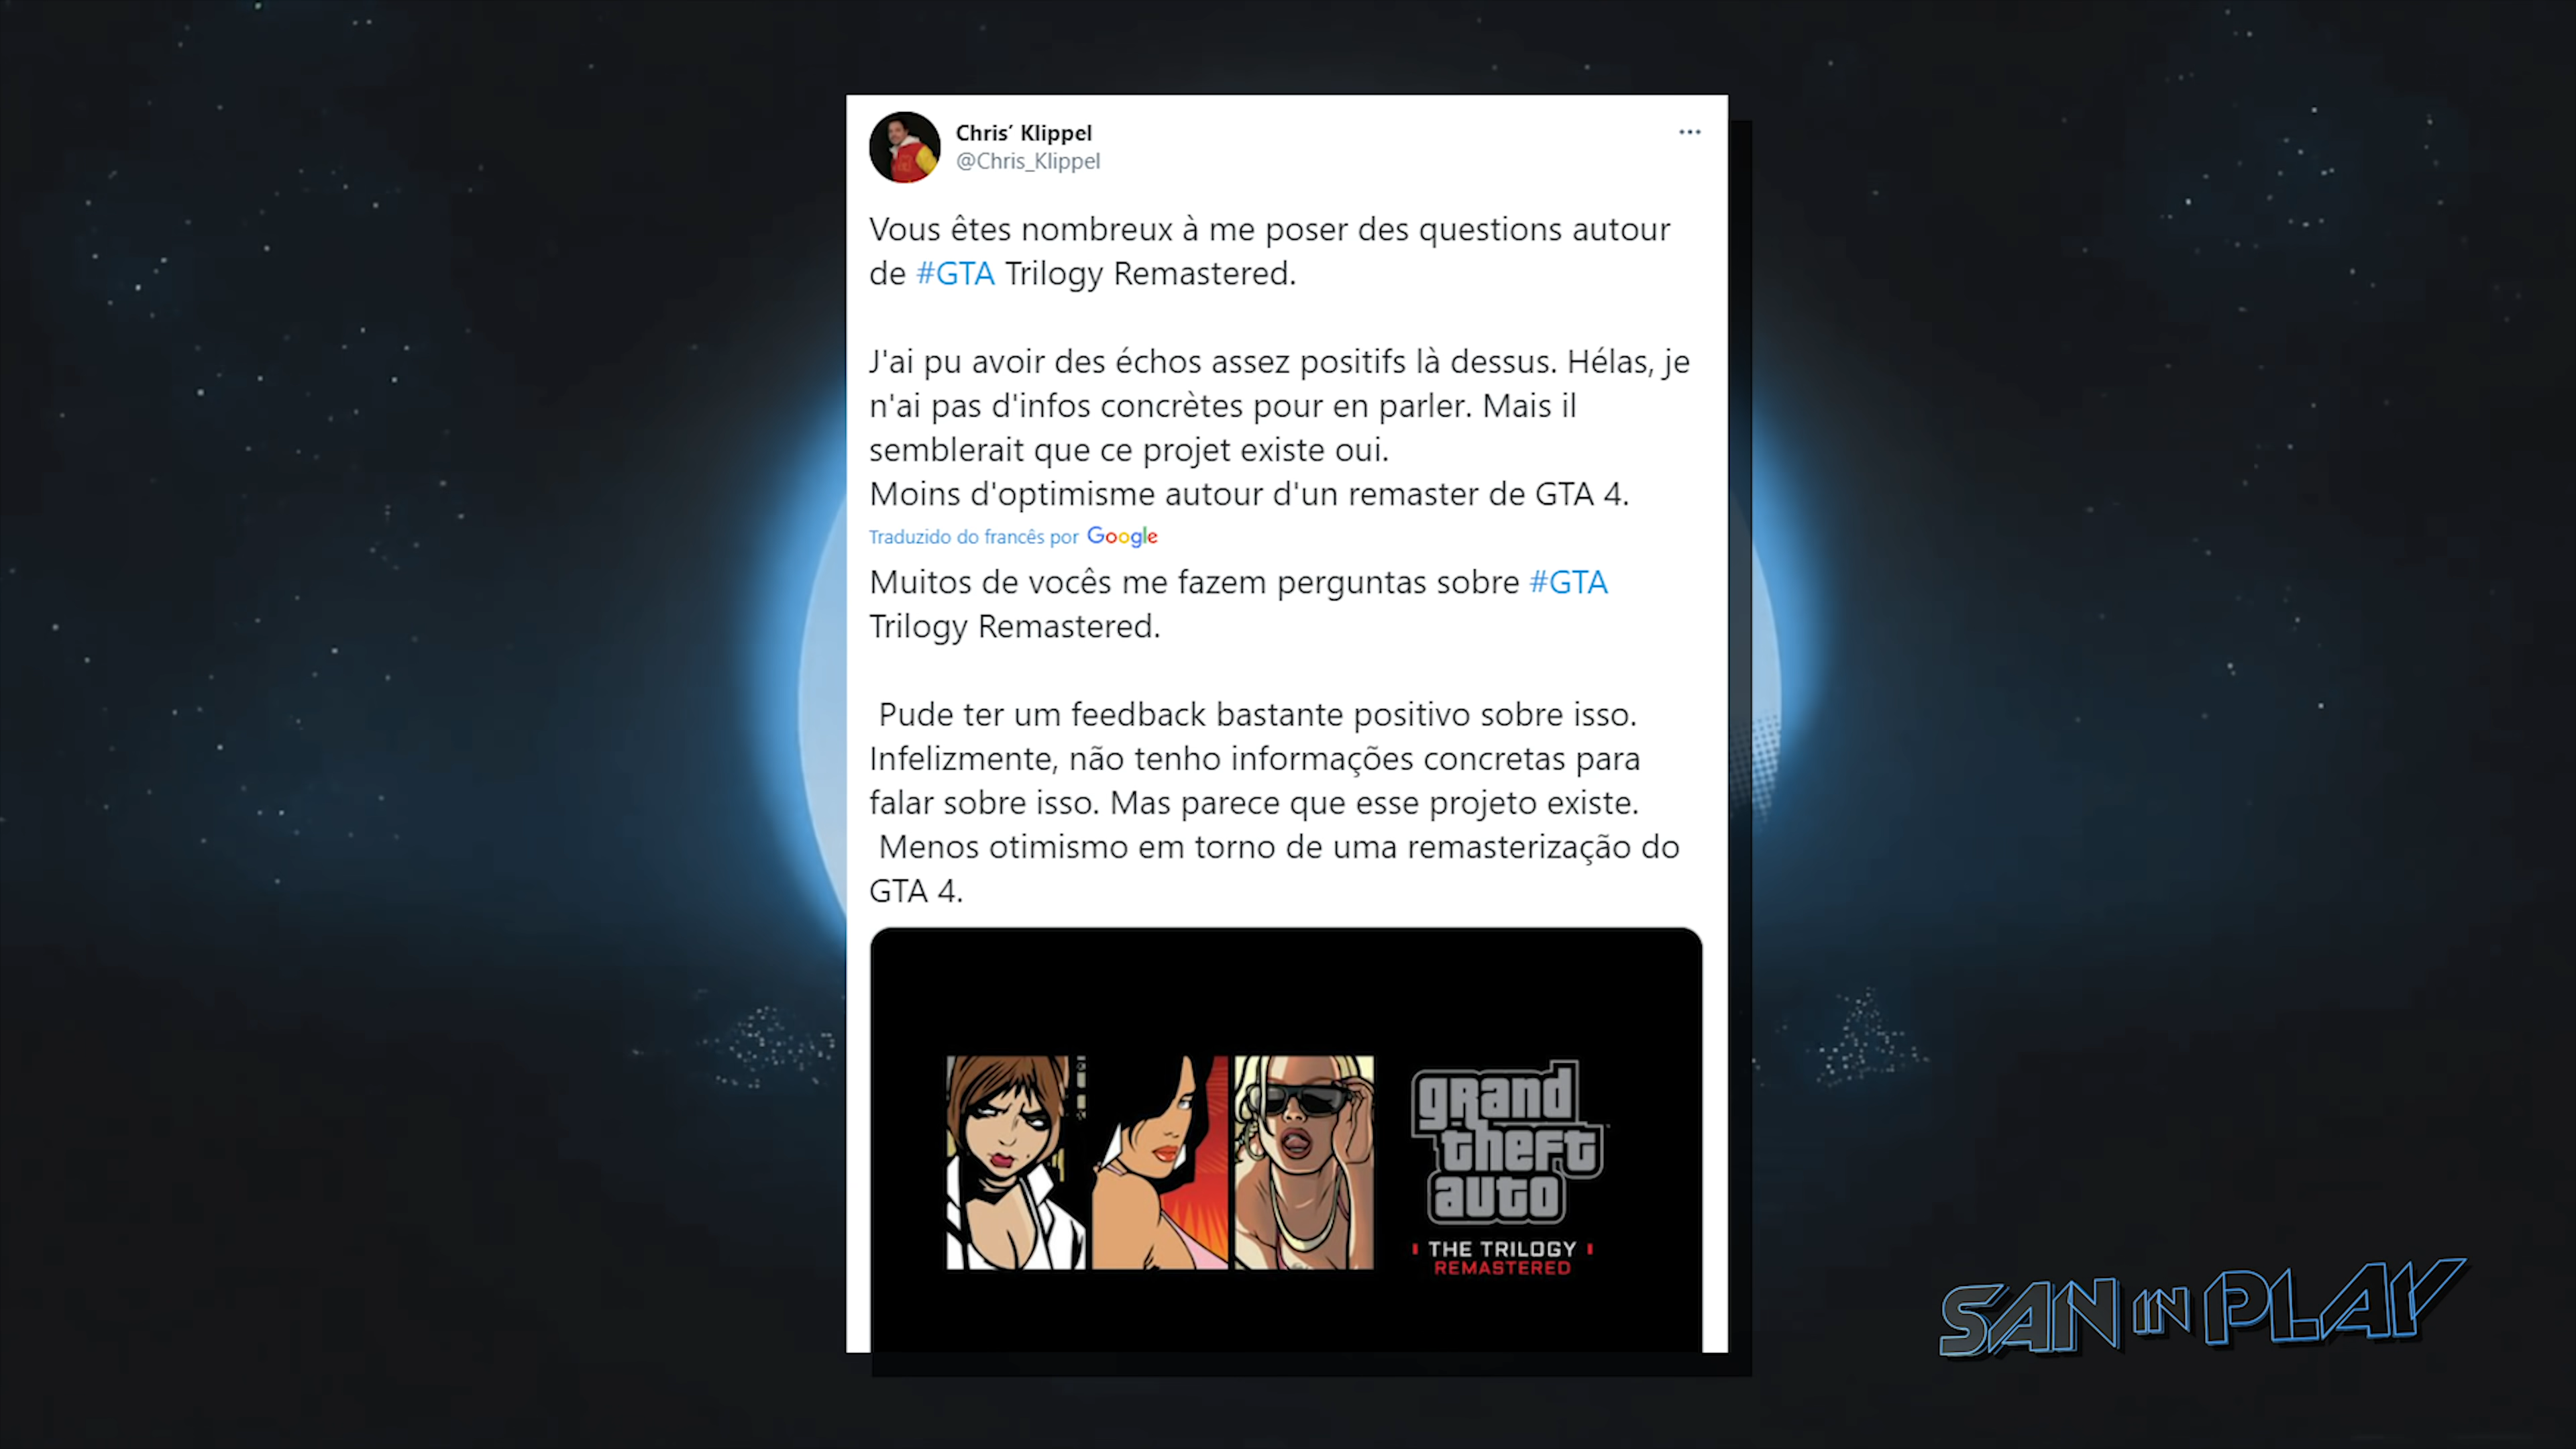 Chris’ Klippel
@Chris_Klippel
Vous êtes nombreux à me poser des questions autour
de #GTA Trilogy Remastered.
J'ai pu avoir des échos assez positifs là dessus. Hélas, je
n'ai pas d'infos concrètes pour en parler. Mais il
semblerait que ce projet existe oui.
Moins d'optimisme autour d'un remaster de GTA 4.
Traduzido do francês por Google
Muitos de vocês me fazem perguntas sobre #GTA
Trilogy Remastered.
Pude ter um feedback bastante positivo sobre isso.
Infelizmente, não tenho informações concretas para
falar sobre isso. Mas parece que esse projeto existe.
Menos otimismo em torno de uma remasterização do
GTA 4.
grand
theft
auto
THE TRILOGY
REMASTERED
SAN IN PLAY